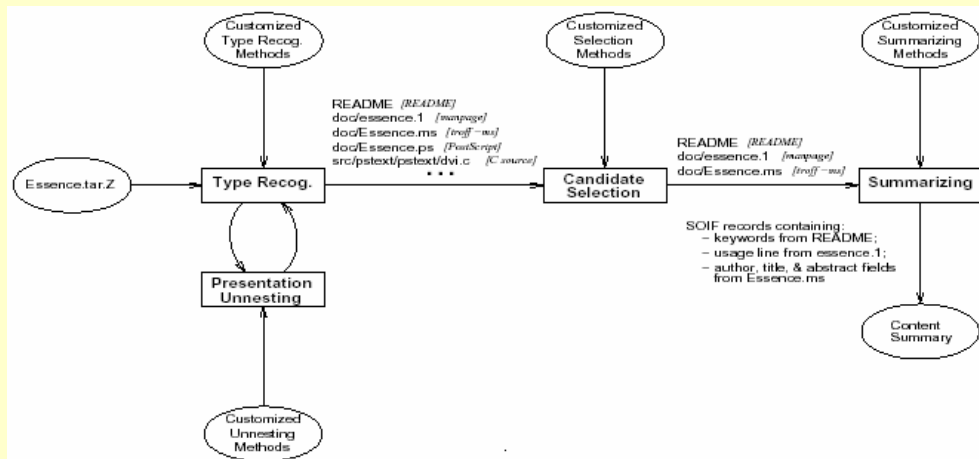 Customized
Type Recog.
Methods
Customized
Selection
Methods
Customized
Summarizing
Methods
README [README]
doc/essence.1 [manpage]
doc/Essence.ms [troff-ms]
doc/Essence.ps [PostScript]
src/pstext/pstext/dvi.c [C source]
• • •
README [README]
doc/essence.1 [manpage]
doc/Essence.ms [troff-ms]
Essence.tar.Z
Type Recog.
Candidate
Selection
Summarizing
SOIF records containing:
– keywords from README;
– usage line from essence.1;
– author, title, & abstract fields
from Essence.ms
Presentation
Unnesting
Content
Summary
Customized
Unnesting
Methods